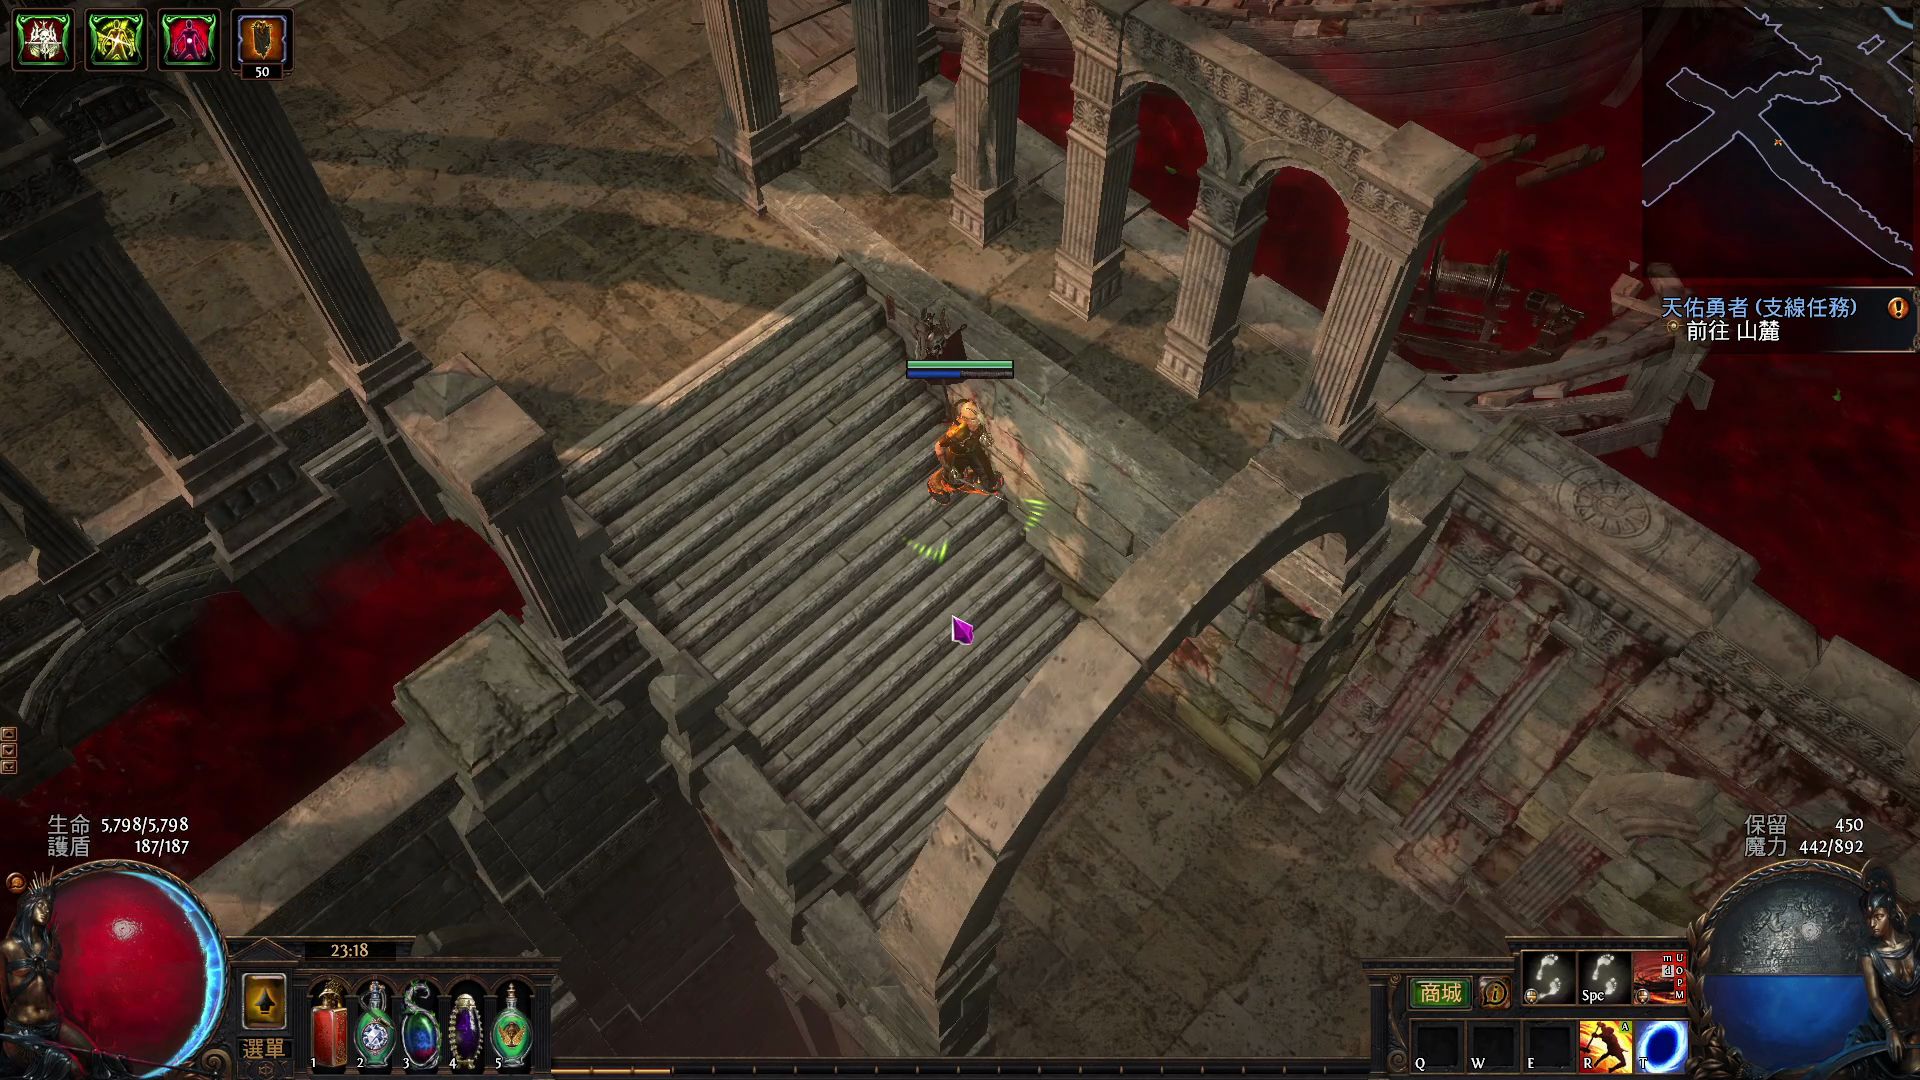 50
天佑勇者 (支線任務)
前往 山麓
生命 5,798/5,798
護盾 187/187
保留 450
魔力 442/892
23:18
選單
1 2 3 4 5
商城
Spc
m U
d O
P
M
Q W E R A T